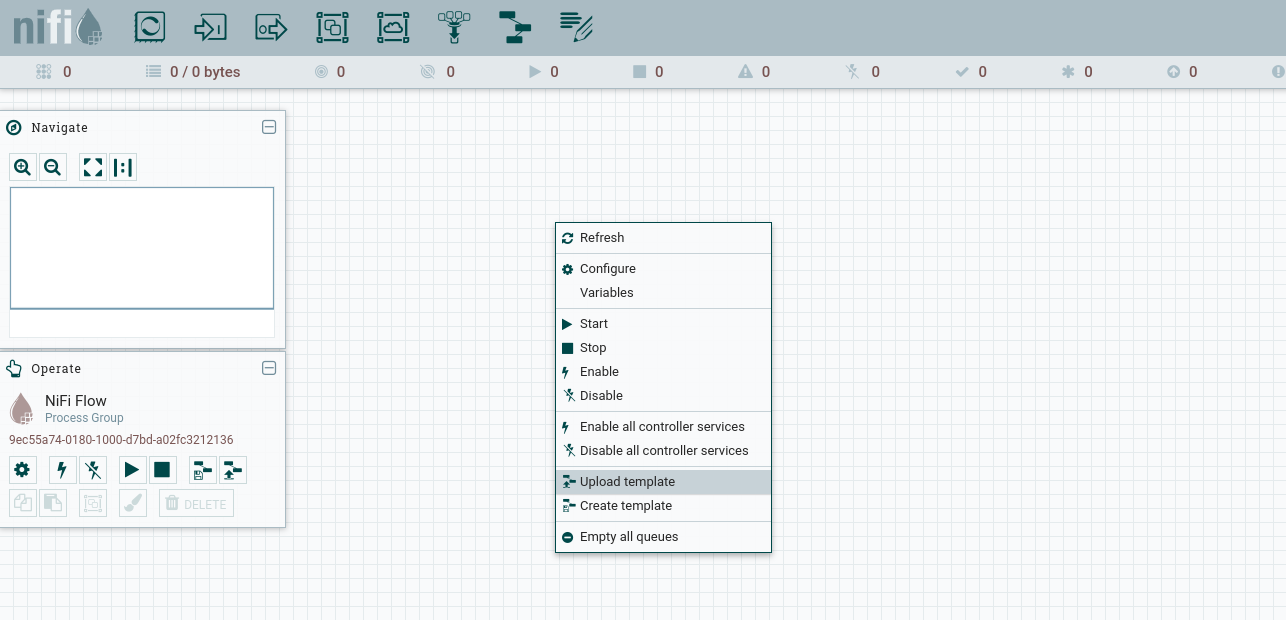 nifi
0
0 / 0 bytes
0
0
0
0
0
0
0
0
0
Navigate
Operate
NiFi Flow
Process Group
9ec55a74-0180-1000-d7bd-a02fc3212136
DELETE
Refresh
Configure
Variables
Start
Stop
Enable
Disable
Enable all controller services
Disable all controller services
Upload template
Create template
Empty all queues